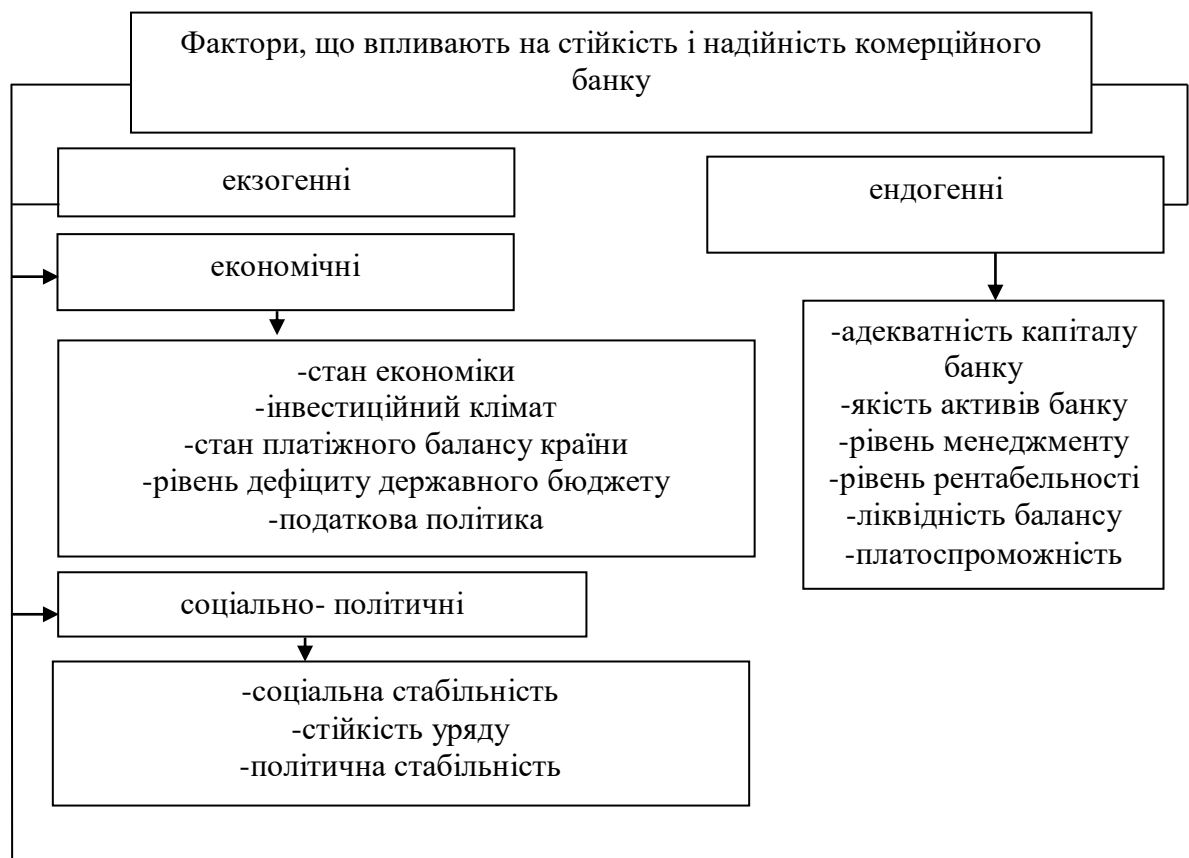 Фактори, що впливають на стійкість і надійність комерційного
банку
екзогенні
ендогенні
економічні
-стан економіки
-інвестиційний клімат
-стан платіжного балансу країни
-рівень дефіциту державного бюджету
-податкова політика
-адекватність капіталу
банку
-якість активів банку
-рівень менеджменту
-рівень рентабельності
-ліквідність балансу
-платоспроможність
соціально- політичні
-соціальна стабільність
-стійкість уряду
-політична стабільність